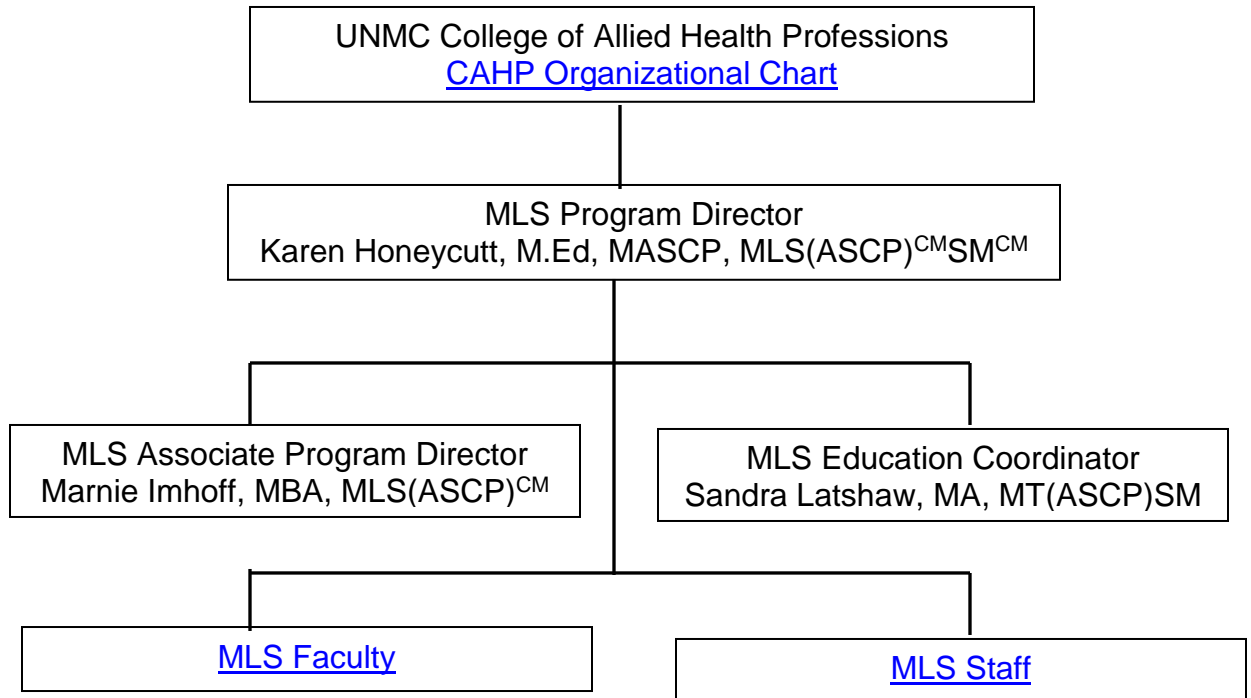 UNMC College of Allied Health Professions
CAHP Organizational Chart
MLS Program Director
Karen Honeycutt, M.Ed, MASCP, MLS(ASCP)ᶜᴹSMᶜᴹ
MLS Associate Program Director
Marnie Imhoff, MBA, MLS(ASCP)ᶜᴹ
MLS Education Coordinator
Sandra Latshaw, MA, MT(ASCP)SM
MLS Faculty
MLS Staff